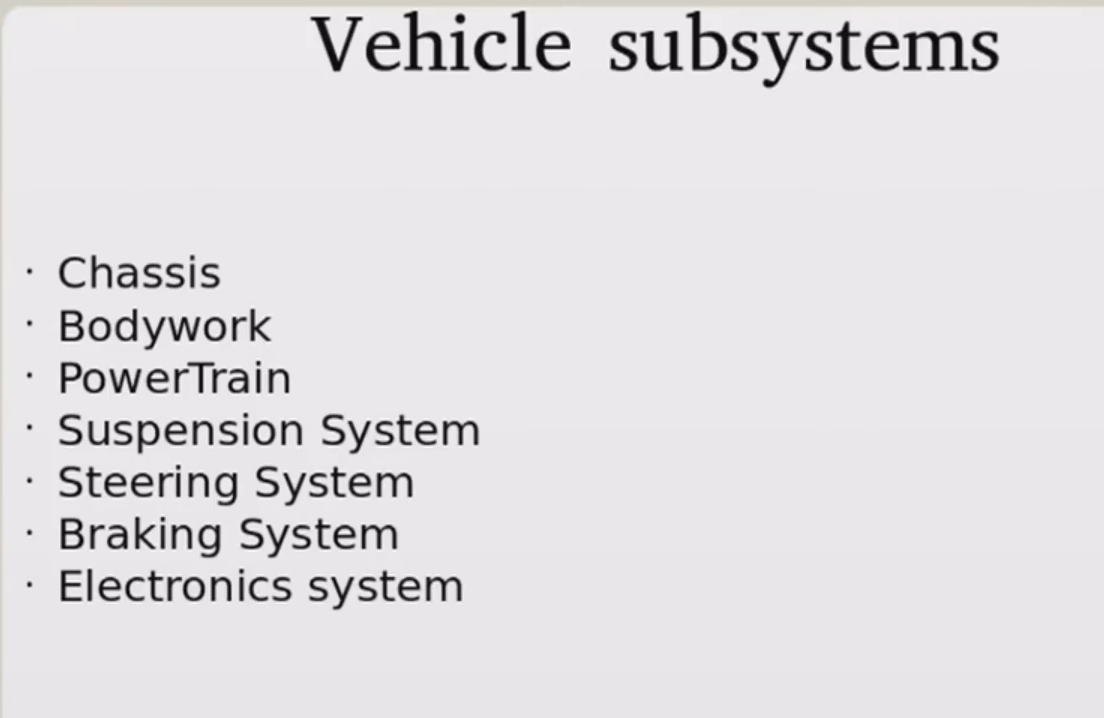 Vehicle subsystems
· Chassis
· Bodywork
· PowerTrain
· Suspension System
· Steering System
· Braking System
· Electronics system